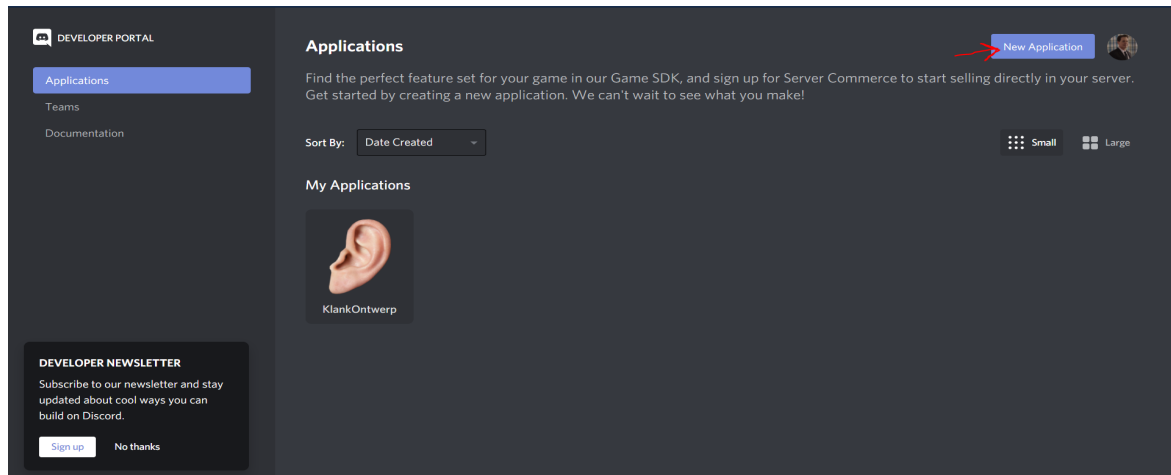 DEVELOPER PORTAL
Applications
Teams
Documentation
Applications
New Application
Find the perfect feature set for your game in our Game SDK, and sign up for Server Commerce to start selling directly in your server.
Get started by creating a new application. We can't wait to see what you make!
Sort By: Date Created
Small Large
My Applications
KlankOntwerp
DEVELOPER NEWSLETTER
Subscribe to our newsletter and stay
updated about cool ways you can
build on Discord.
Sign up No thanks